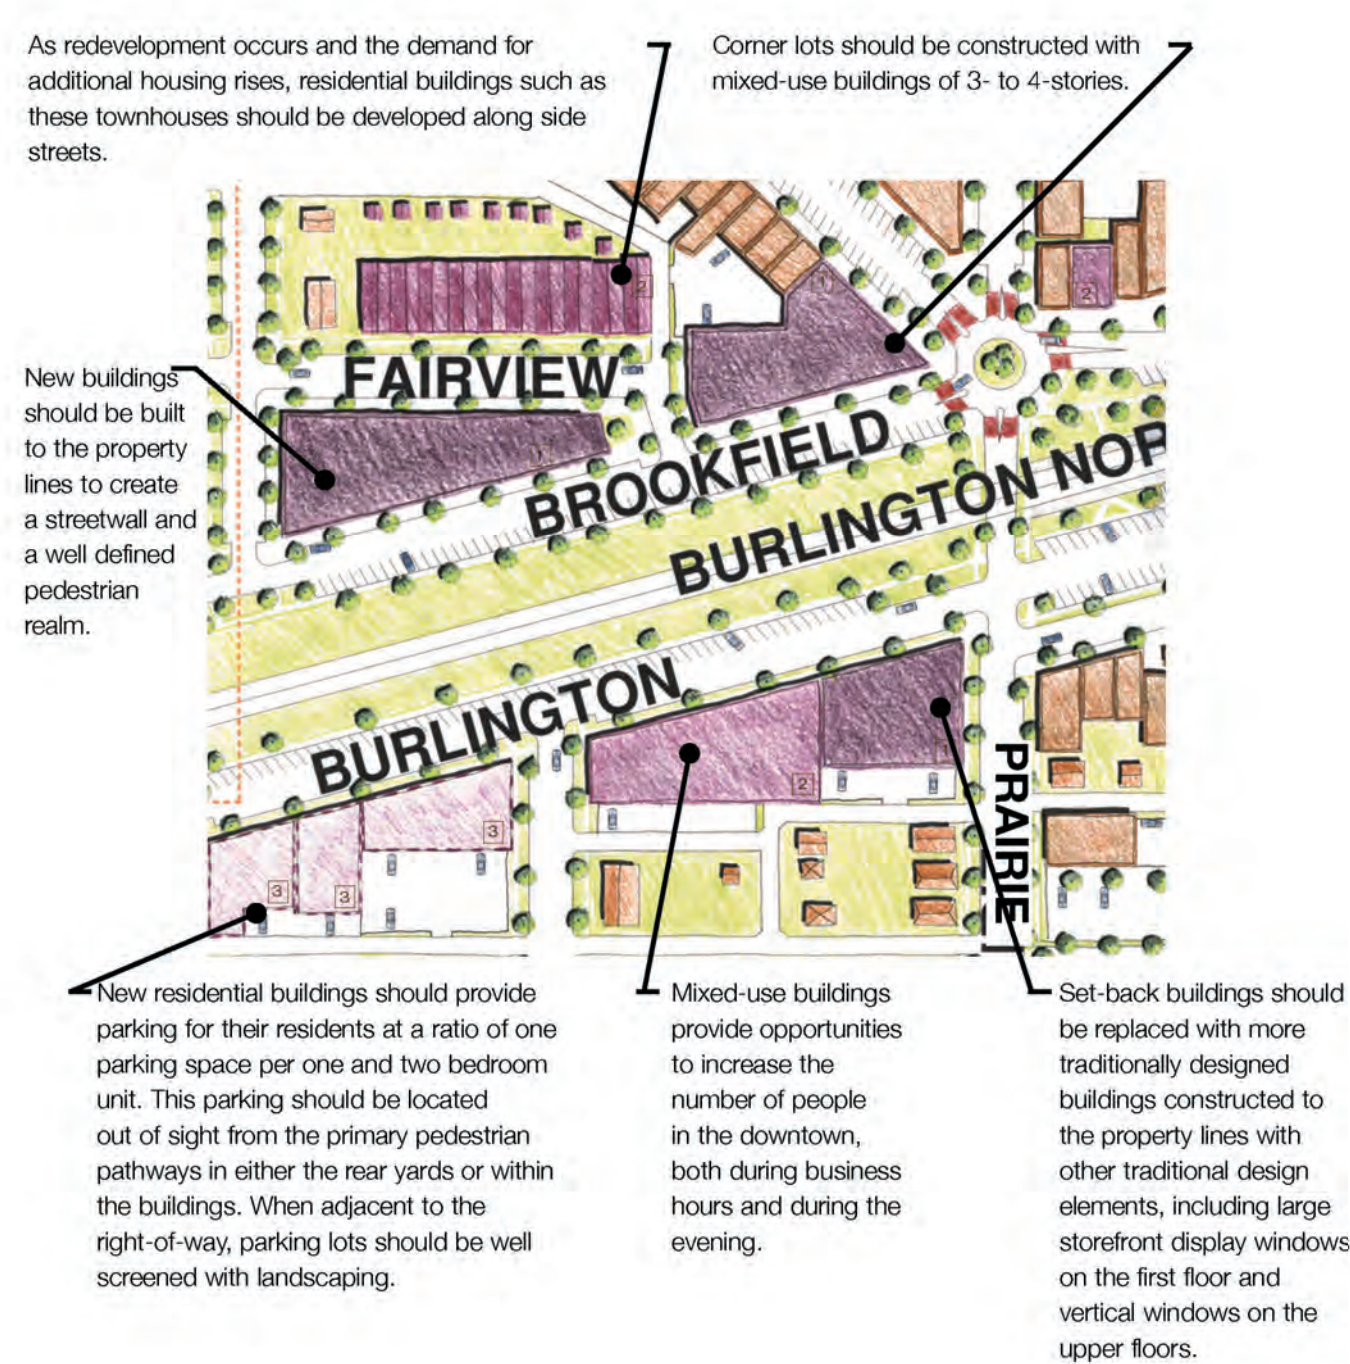 As redevelopment occurs and the demand for
additional housing rises, residential buildings such as
these townhouses should be developed along side
streets.
Corner lots should be constructed with
mixed-use buildings of 3- to 4-stories.
2
1
2
New buildings
should be built
to the property
lines to create
a streetwall and
a well defined
pedestrian
realm.
FAIRVIEW
1
BROOKFIELD
BURLINGTON NOR
BURLINGTON
PRAIRIE
1
2
3
3
3
New residential buildings should provide
parking for their residents at a ratio of one
parking space per one and two bedroom
unit. This parking should be located
out of sight from the primary pedestrian
pathways in either the rear yards or within
the buildings. When adjacent to the
right-of-way, parking lots should be well
screened with landscaping.
Mixed-use buildings
provide opportunities
to increase the
number of people
in the downtown,
both during business
hours and during the
evening.
Set-back buildings should
be replaced with more
traditionally designed
buildings constructed to
the property lines with
other traditional design
elements, including large
storefront display windows
on the first floor and
vertical windows on the
upper floors.